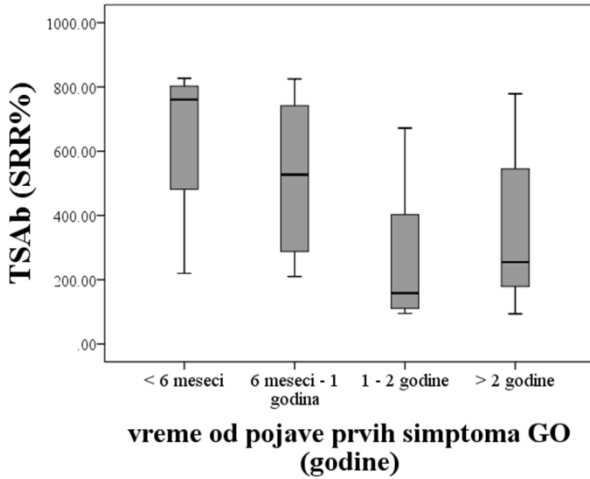 TSAb (SRR%)
1000.00
800.00
600.00
400.00
200.00
.00
< 6 meseci
6 meseci - 1
godina
1 - 2 godine
> 2 godine
vreme od pojave prvih simptoma GO
(godine)